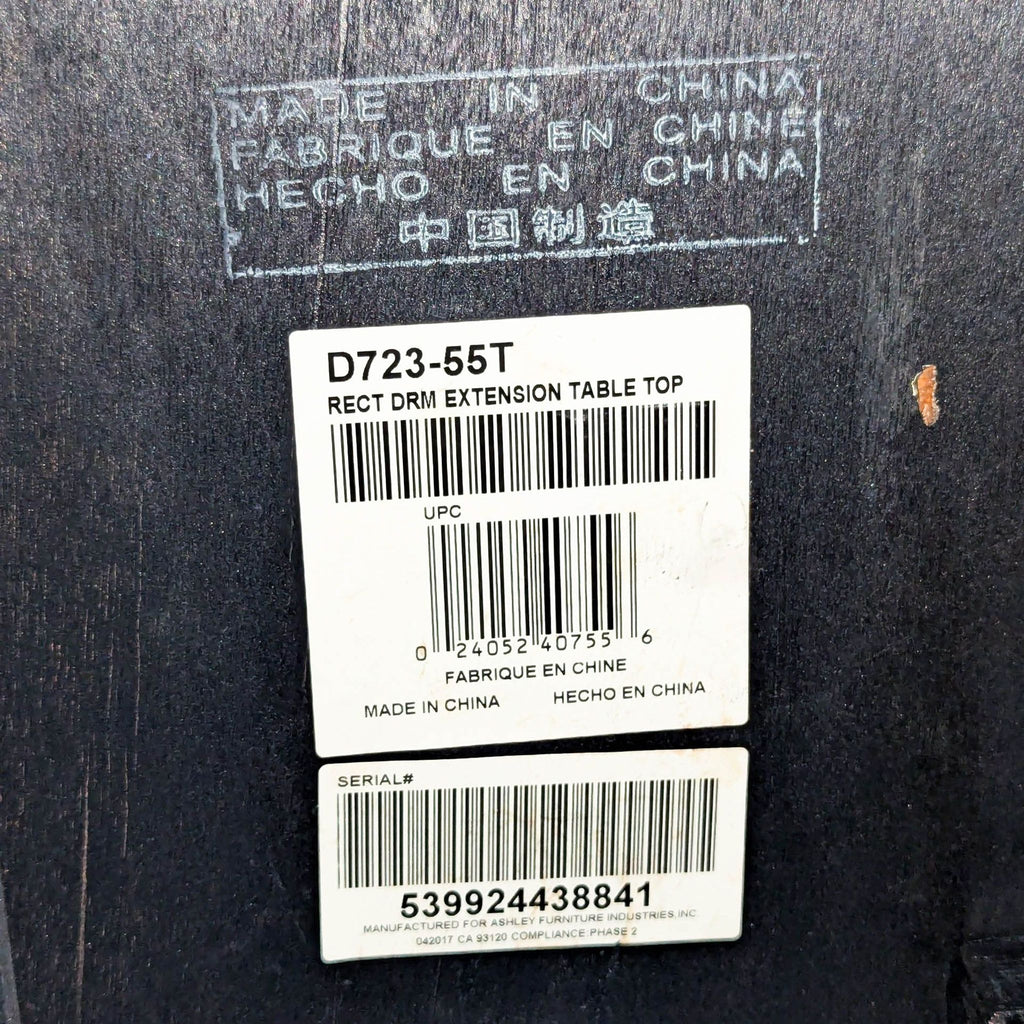 MADE IN CHINA
FABRIQUE EN CHINE
HECHO EN CHINA
中国制造
D723-55T
RECT DRM EXTENSION TABLE TOP
UPC
0 24052 40755 6
FABRIQUE EN CHINE
MADE IN CHINA HECHO EN CHINA
SERIAL#
539924438841
MANUFACTURED FOR ASHLEY FURNITURE INDUSTRIES, INC.
042017 CA 93120 COMPLIANCE:PHASE 2